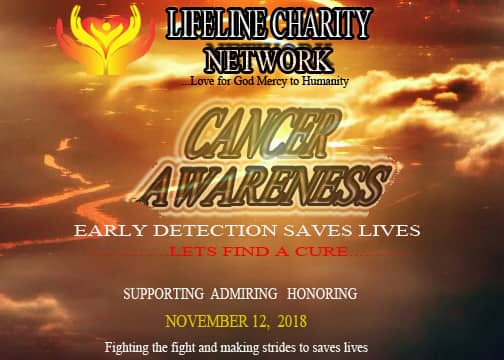 LIFELINE CHARITY
NETWORK
...Love for God Mercy to Humanity
CANCER
AWARENESS
EARLY DETECTION SAVES LIVES
................LETS FIND A CURE...........
SUPPORTING ADMIRING HONORING
NOVEMBER 12, 2018
Fighting the fight and making strides to saves lives